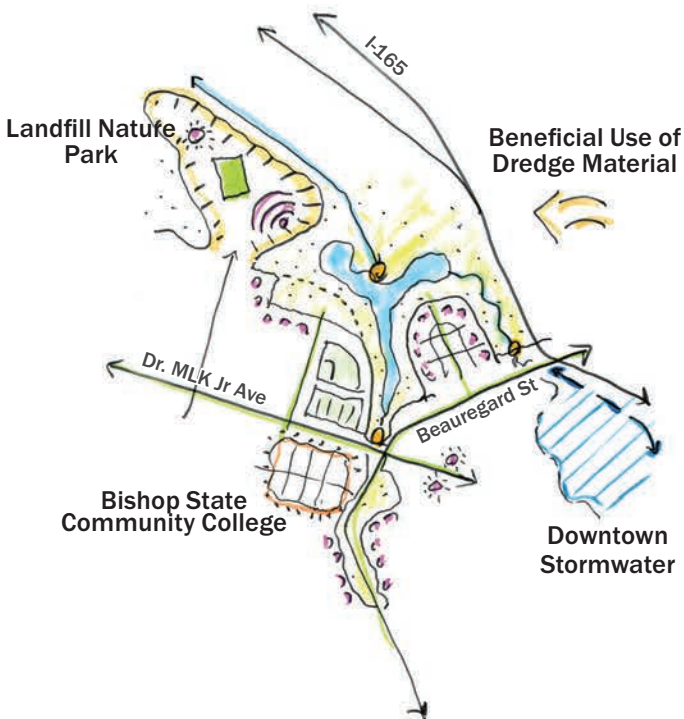 I-165
Landfill Nature
Park
Beneficial Use of
Dredge Material
Dr. MLK Jr Ave
Beauregard St
Bishop State
Community College
Downtown
Stormwater